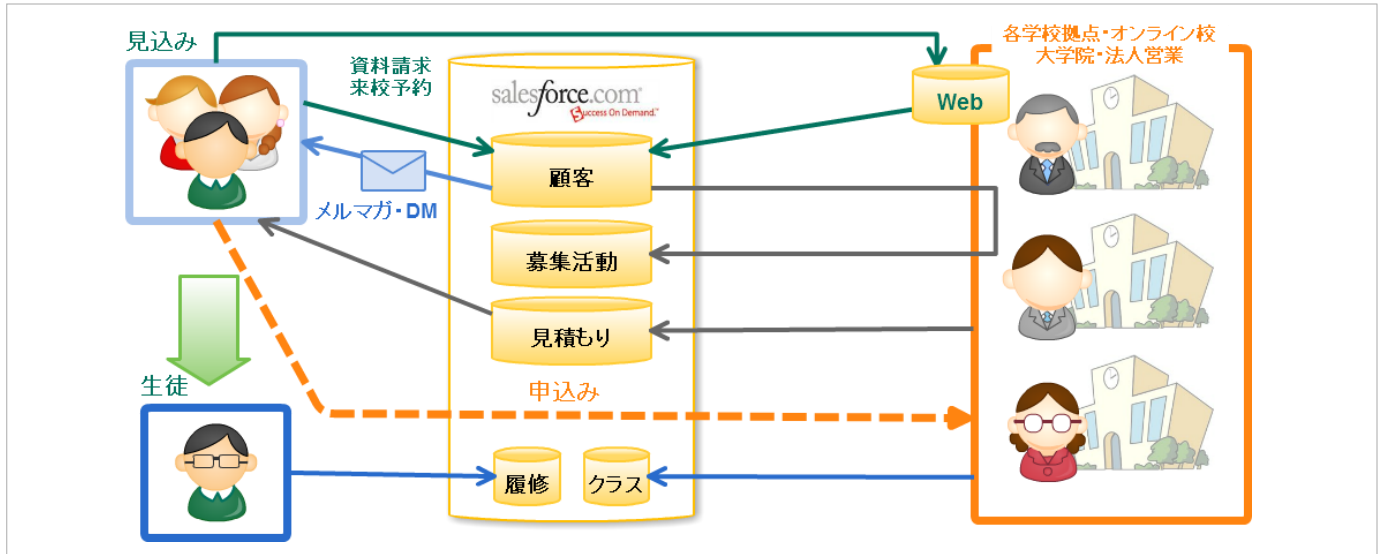 見込み
各学校拠点・オンライン校
大学院・法人営業
資料請求
来校予約
salesforce.com
Success On Demand.™
Web
顧客
メルマガ・DM
募集活動
見積もり
生徒
申込み
履修
クラス